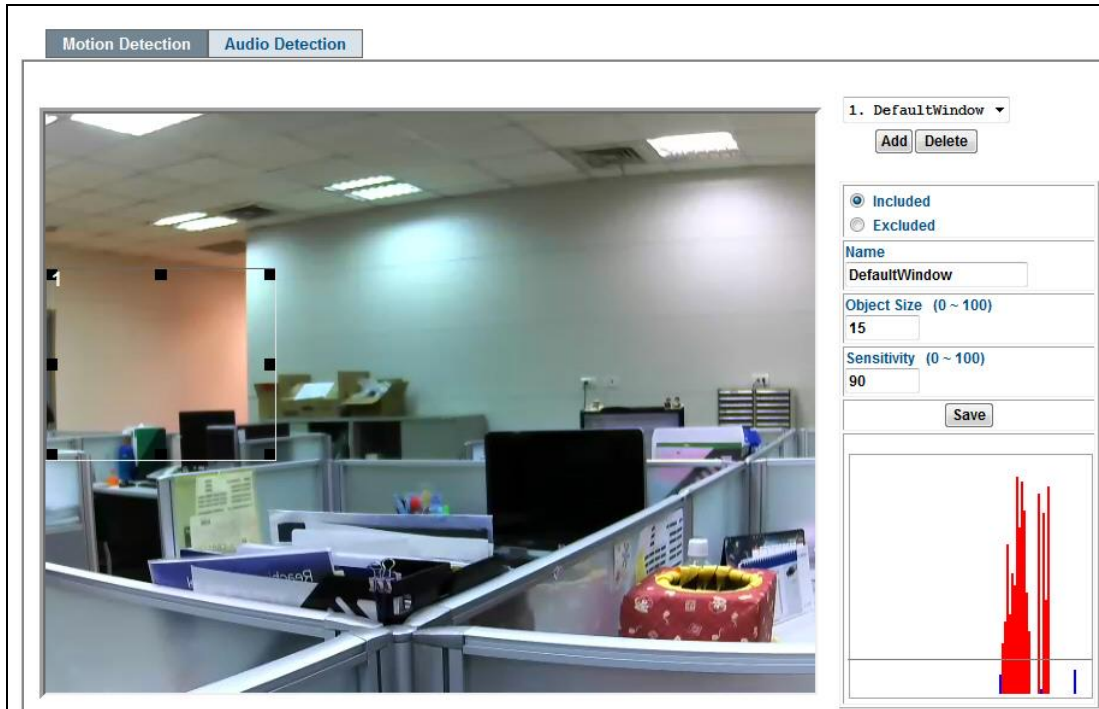 Motion Detection Audio Detection
1. DefaultWindow
Add Delete
Included
Excluded
Name
DefaultWindow
Object Size (0 ~ 100)
15
Sensitivity (0 ~ 100)
90
Save
1